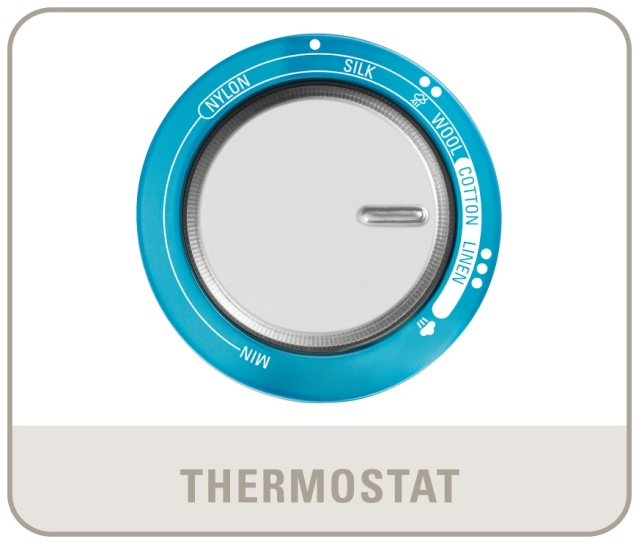 NYLON
SILK
WOOL
COTTON
LINEN
MIN
THERMOSTAT